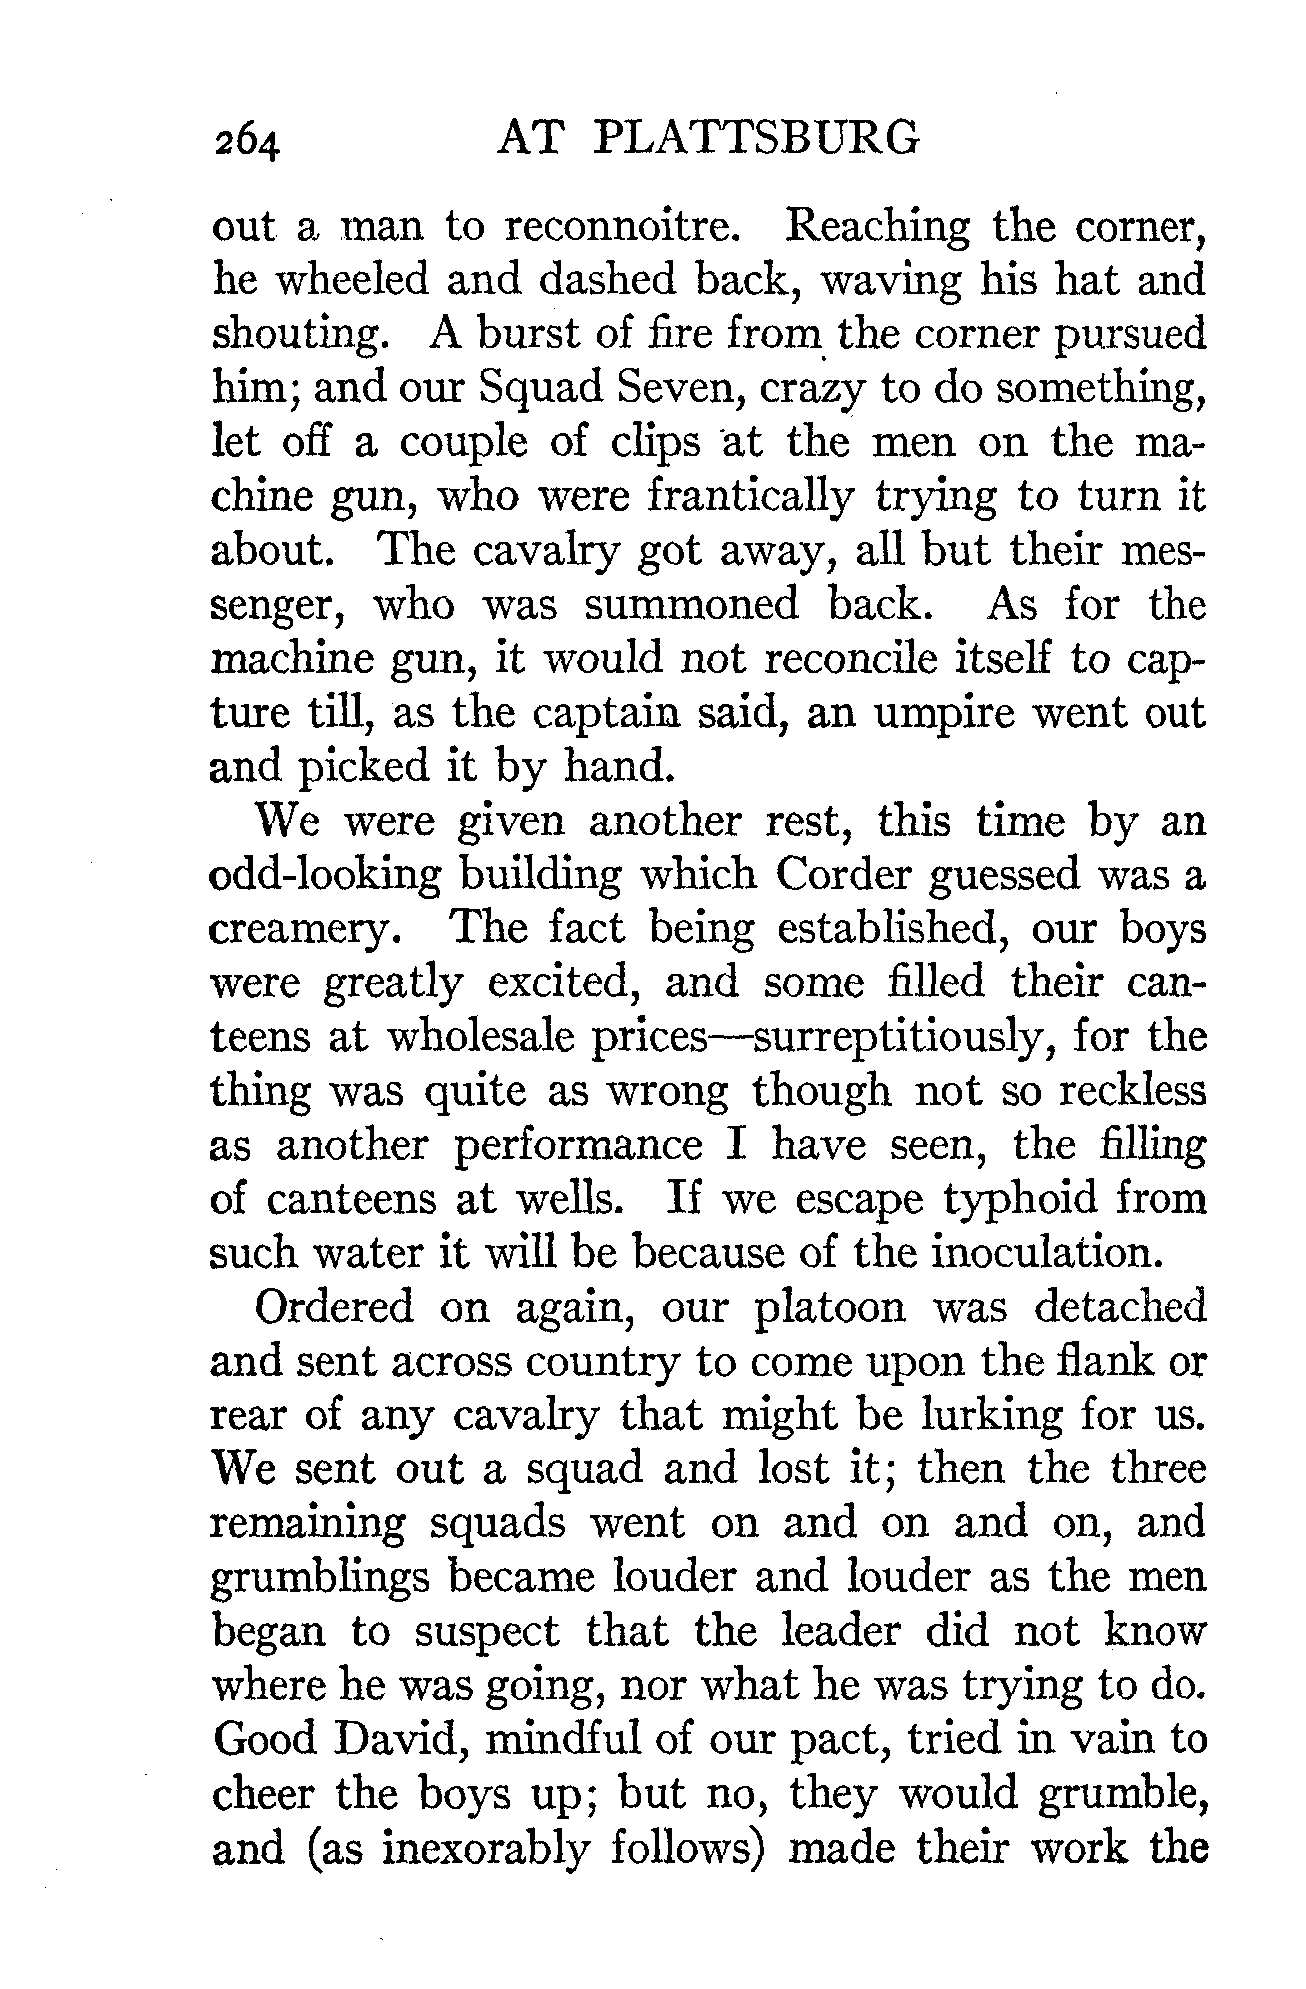 264 AT PLATTSBURG
out a man to reconnoitre. Reaching the corner,
he wheeled and dashed back, waving his hat and
shouting. A burst of fire from the corner pursued
him; and our Squad Seven, crazy to do something,
let off a couple of clips at the men on the ma-
chine gun, who were frantically trying to turn it
about. The cavalry got away, all but their mes-
senger, who was summoned back. As for the
machine gun, it would not reconcile itself to cap-
ture till, as the captain said, an umpire went out
and picked it by hand.
We were given another rest, this time by an
odd-looking building which Corder guessed was a
creamery. The fact being established, our boys
were greatly excited, and some filled their can-
teens at wholesale prices—surreptitiously, for the
thing was quite as wrong though not so reckless
as another performance I have seen, the filling
of canteens at wells. If we escape typhoid from
such water it will be because of the inoculation.
Ordered on again, our platoon was detached
and sent across country to come upon the flank or
rear of any cavalry that might be lurking for us.
We sent out a squad and lost it; then the three
remaining squads went on and on and on, and
grumblings became louder and louder as the men
began to suspect that the leader did not know
where he was going, nor what he was trying to do.
Good David, mindful of our pact, tried in vain to
cheer the boys up; but no, they would grumble,
and (as inexorably follows) made their work the